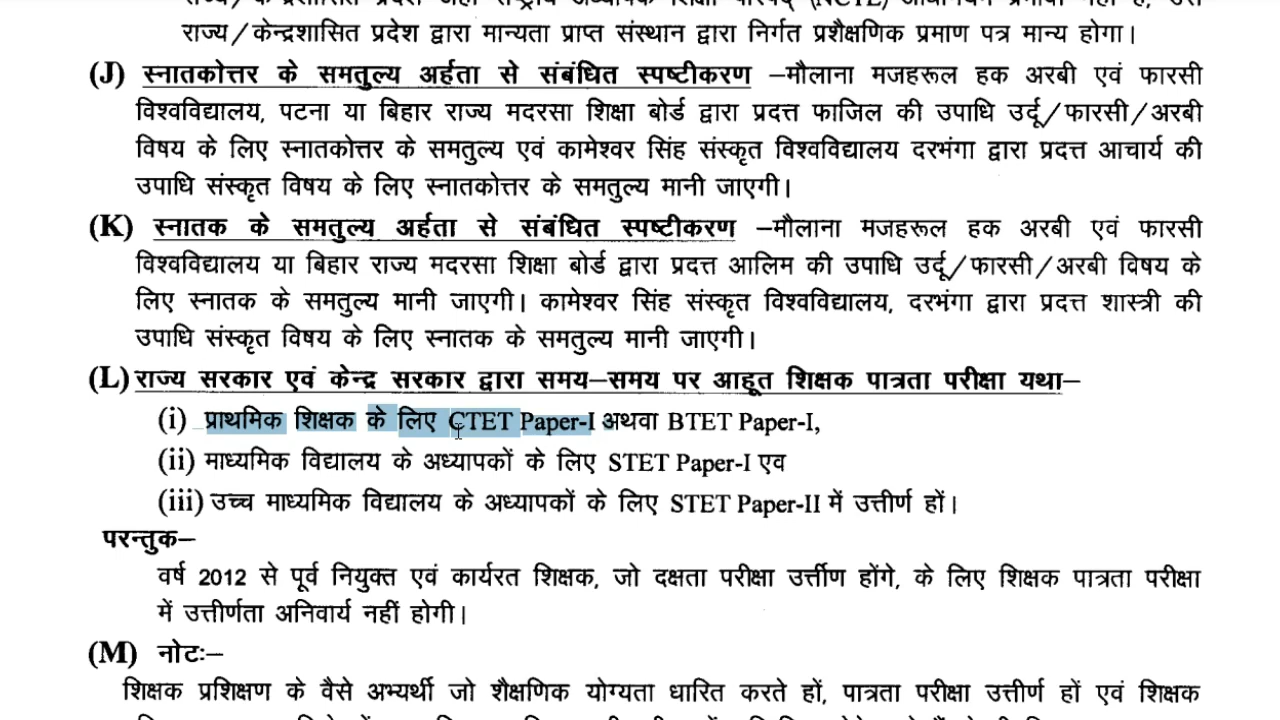 राज्य/केन्द्रशासित प्रदेश द्वारा मान्यता प्राप्त संस्थान द्वारा निर्गत प्रशैक्षणिक प्रमाण पत्र मान्य होगा।
(J) स्नातकोत्तर के समतुल्य अर्हता से संबंधित स्पष्टीकरण –मौलाना मजहरूल हक अरबी एवं फारसी
विश्वविद्यालय, पटना या बिहार राज्य मदरसा शिक्षा बोर्ड द्वारा प्रदत्त फाजिल की उपाधि उर्दू/फारसी/अरबी
विषय के लिए स्नातकोत्तर के समतुल्य एवं कामेश्वर सिंह संस्कृत विश्वविद्यालय दरभंगा द्वारा प्रदत्त आचार्य की
उपाधि संस्कृत विषय के लिए स्नातकोत्तर के समतुल्य मानी जाएगी।
(K) स्नातक के समतुल्य अर्हता से संबंधित स्पष्टीकरण –मौलाना मजहरूल हक अरबी एवं फारसी
विश्वविद्यालय या बिहार राज्य मदरसा शिक्षा बोर्ड द्वारा प्रदत्त आलिम की उपाधि उर्दू/फारसी/अरबी विषय के
लिए स्नातक के समतुल्य मानी जाएगी। कामेश्वर सिंह संस्कृत विश्वविद्यालय, दरभंगा द्वारा प्रदत्त शास्त्री की
उपाधि संस्कृत विषय के लिए स्नातक के समतुल्य मानी जाएगी।
(L) राज्य सरकार एवं केन्द्र सरकार द्वारा समय–समय पर आहूत शिक्षक पात्रता परीक्षा यथा–
(i) प्राथमिक शिक्षक के लिए CTET Paper-I अथवा BTET Paper-I,
(ii) माध्यमिक विद्यालय के अध्यापकों के लिए STET Paper-I एव
(iii) उच्च माध्यमिक विद्यालय के अध्यापकों के लिए STET Paper-II में उत्तीर्ण हों।
परन्तुक–
वर्ष 2012 से पूर्व नियुक्त एवं कार्यरत शिक्षक, जो दक्षता परीक्षा उर्त्तीण होंगे, के लिए शिक्षक पात्रता परीक्षा
में उत्तीर्णता अनिवार्य नहीं होगी।
(M) नोटः–
शिक्षक प्रशिक्षण के वैसे अभ्यर्थी जो शैक्षणिक योग्यता धारित करते हों, पात्रता परीक्षा उत्तीर्ण हों एवं शिक्षक